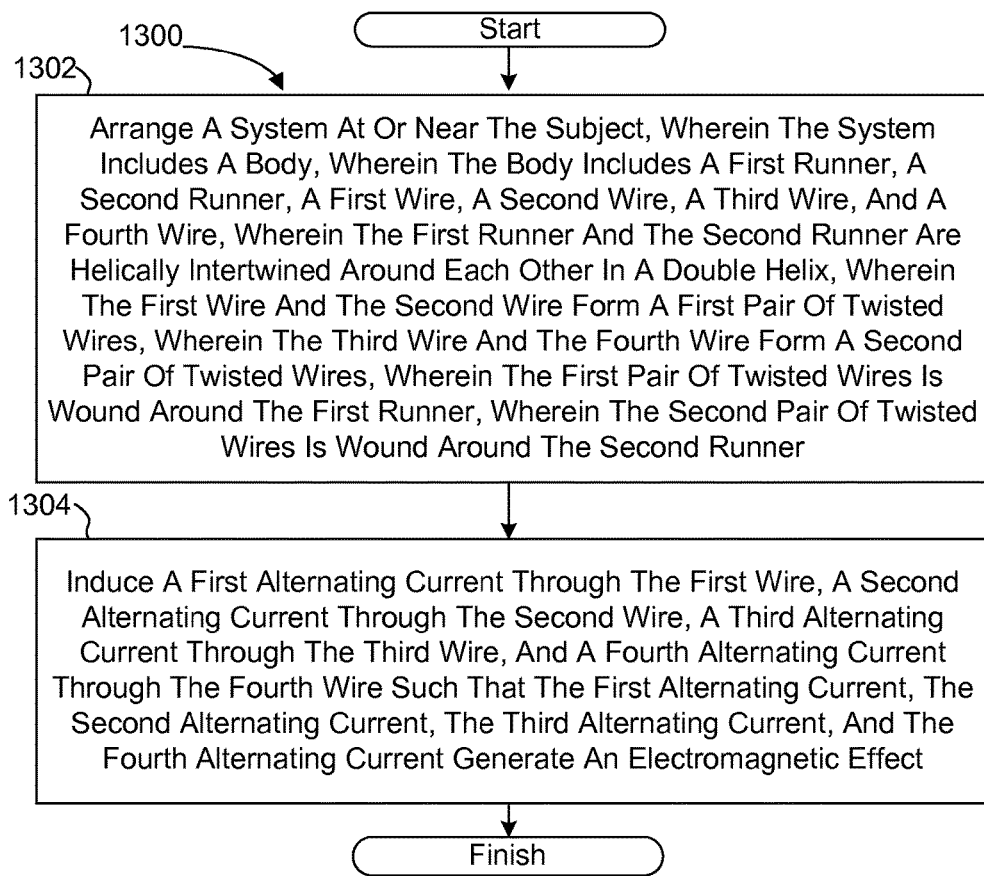 Start
1300
1302
Arrange A System At Or Near The Subject, Wherein The System
Includes A Body, Wherein The Body Includes A First Runner, A
Second Runner, A First Wire, A Second Wire, A Third Wire, And A
Fourth Wire, Wherein The First Runner And The Second Runner Are
Helically Intertwined Around Each Other In A Double Helix, Wherein
The First Wire And The Second Wire Form A First Pair Of Twisted
Wires, Wherein The Third Wire And The Fourth Wire Form A Second
Pair Of Twisted Wires, Wherein The First Pair Of Twisted Wires Is
Wound Around The First Runner, Wherein The Second Pair Of Twisted
Wires Is Wound Around The Second Runner
1304
Induce A First Alternating Current Through The First Wire, A Second
Alternating Current Through The Second Wire, A Third Alternating
Current Through The Third Wire, And A Fourth Alternating Current
Through The Fourth Wire Such That The First Alternating Current, The
Second Alternating Current, The Third Alternating Current, And The
Fourth Alternating Current Generate An Electromagnetic Effect
Finish